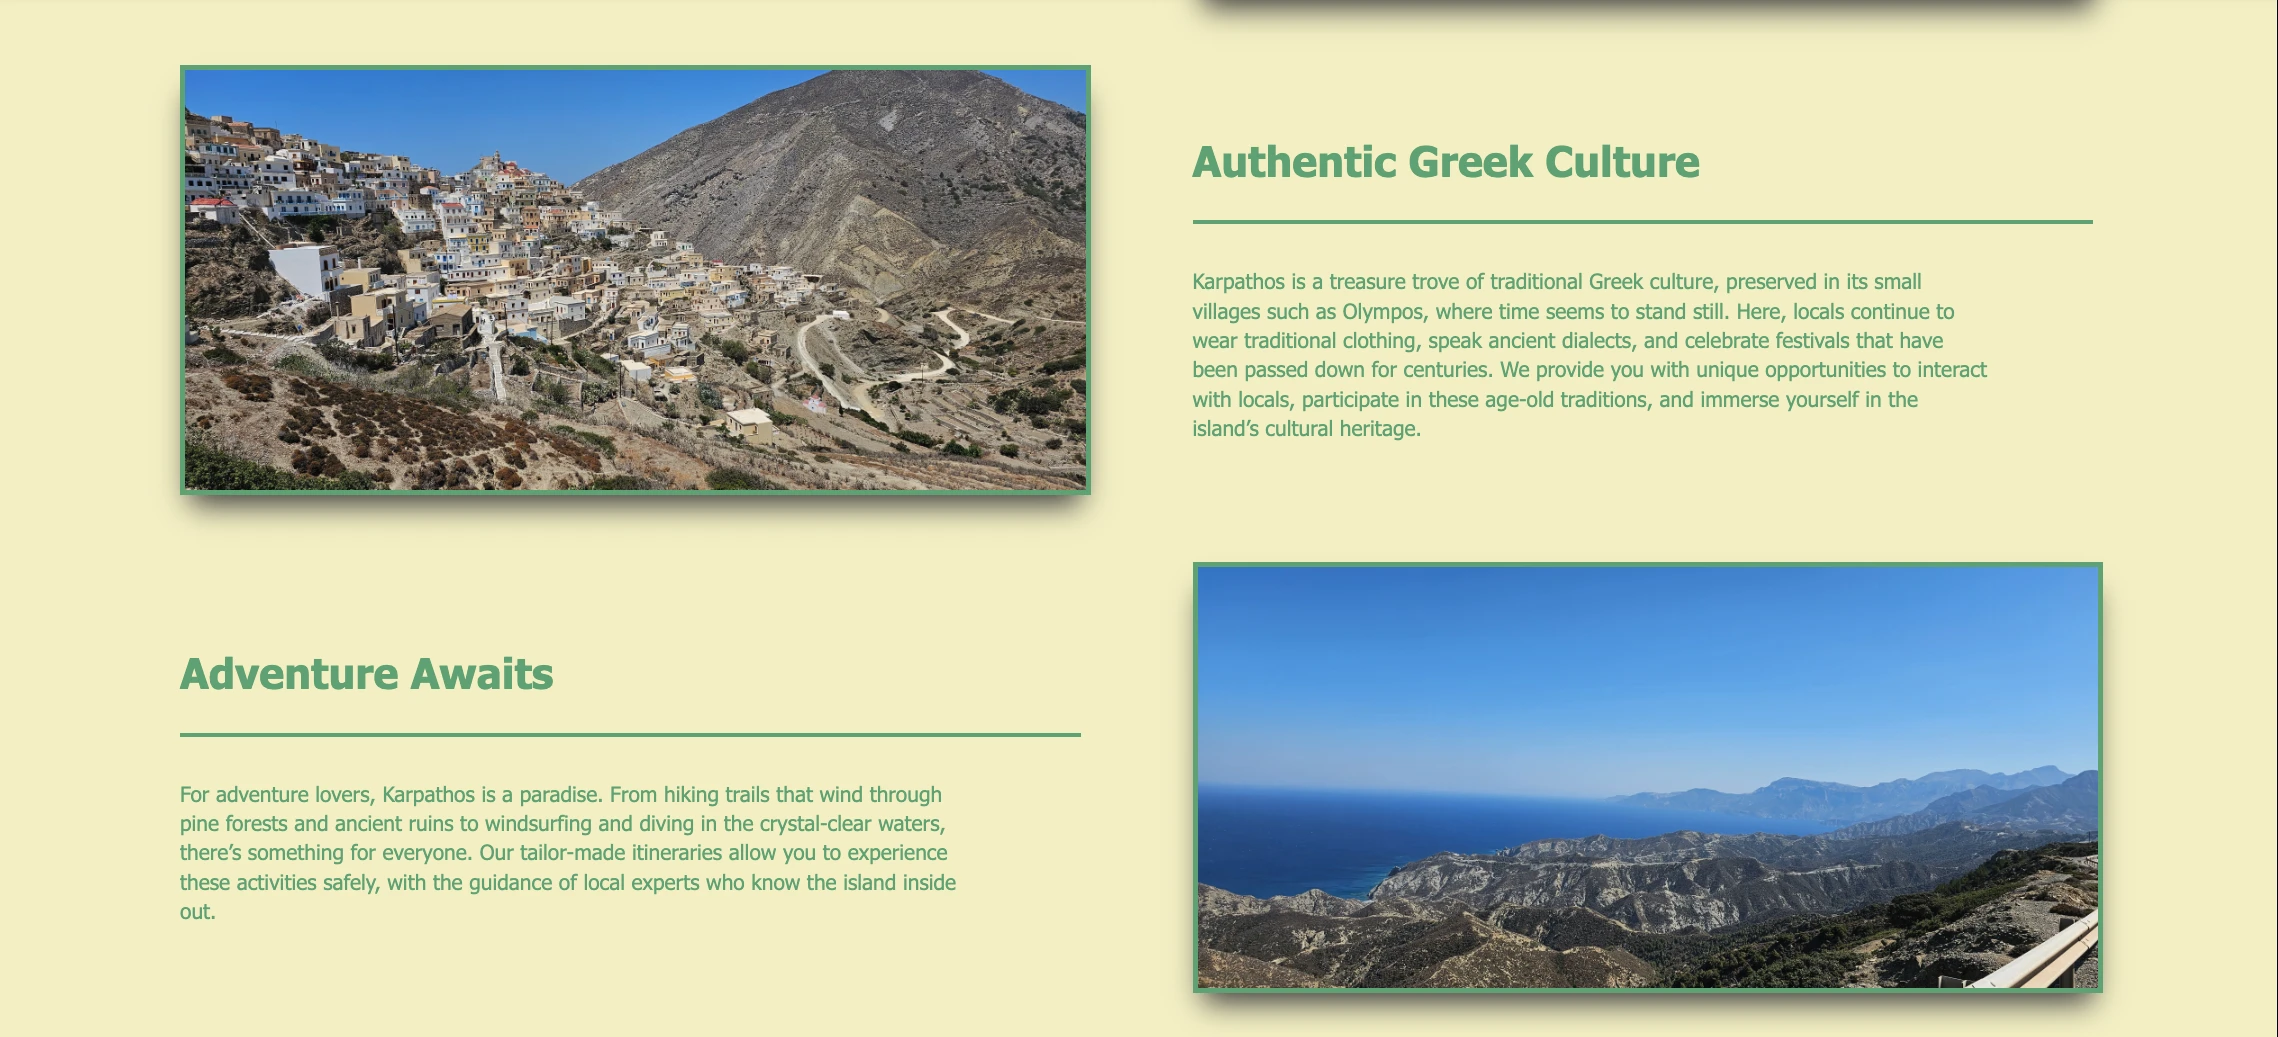 Authentic Greek Culture
Karpathos is a treasure trove of traditional Greek culture, preserved in its small
villages such as Olympos, where time seems to stand still. Here, locals continue to
wear traditional clothing, speak ancient dialects, and celebrate festivals that have
been passed down for centuries. We provide you with unique opportunities to interact
with locals, participate in these age-old traditions, and immerse yourself in the
island’s cultural heritage.
Adventure Awaits
For adventure lovers, Karpathos is a paradise. From hiking trails that wind through
pine forests and ancient ruins to windsurfing and diving in the crystal-clear waters,
there’s something for everyone. Our tailor-made itineraries allow you to experience
these activities safely, with the guidance of local experts who know the island inside
out.